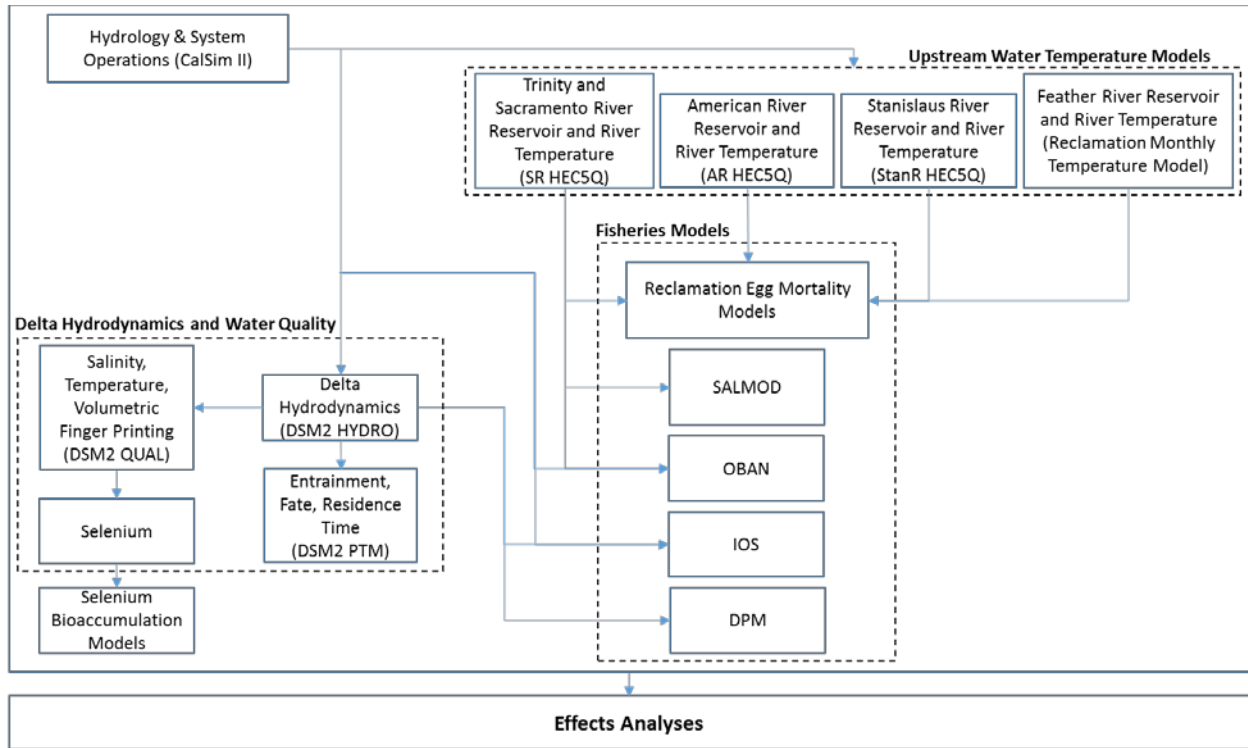 Hydrology & System
Operations (CalSim II)
Upstream Water Temperature Models
Trinity and
Sacramento River
Reservoir and River
Temperature
(SR HEC5Q)
American River
Reservoir and
River Temperature
(AR HEC5Q)
Stanislaus River
Reservoir and River
Temperature
(StanR HEC5Q)
Feather River Reservoir
and River Temperature
(Reclamation Monthly
Temperature Model)
Fisheries Models
Reclamation Egg Mortality
Models
SALMOD
OBAN
IOS
DPM
Delta Hydrodynamics and Water Quality
Salinity,
Temperature,
Volumetric
Finger Printing
(DSM2 QUAL)
Delta
Hydrodynamics
(DSM2 HYDRO)
Entrainment,
Fate, Residence
Time
(DSM2 PTM)
Selenium
Selenium
Bioaccumulation
Models
Effects Analyses